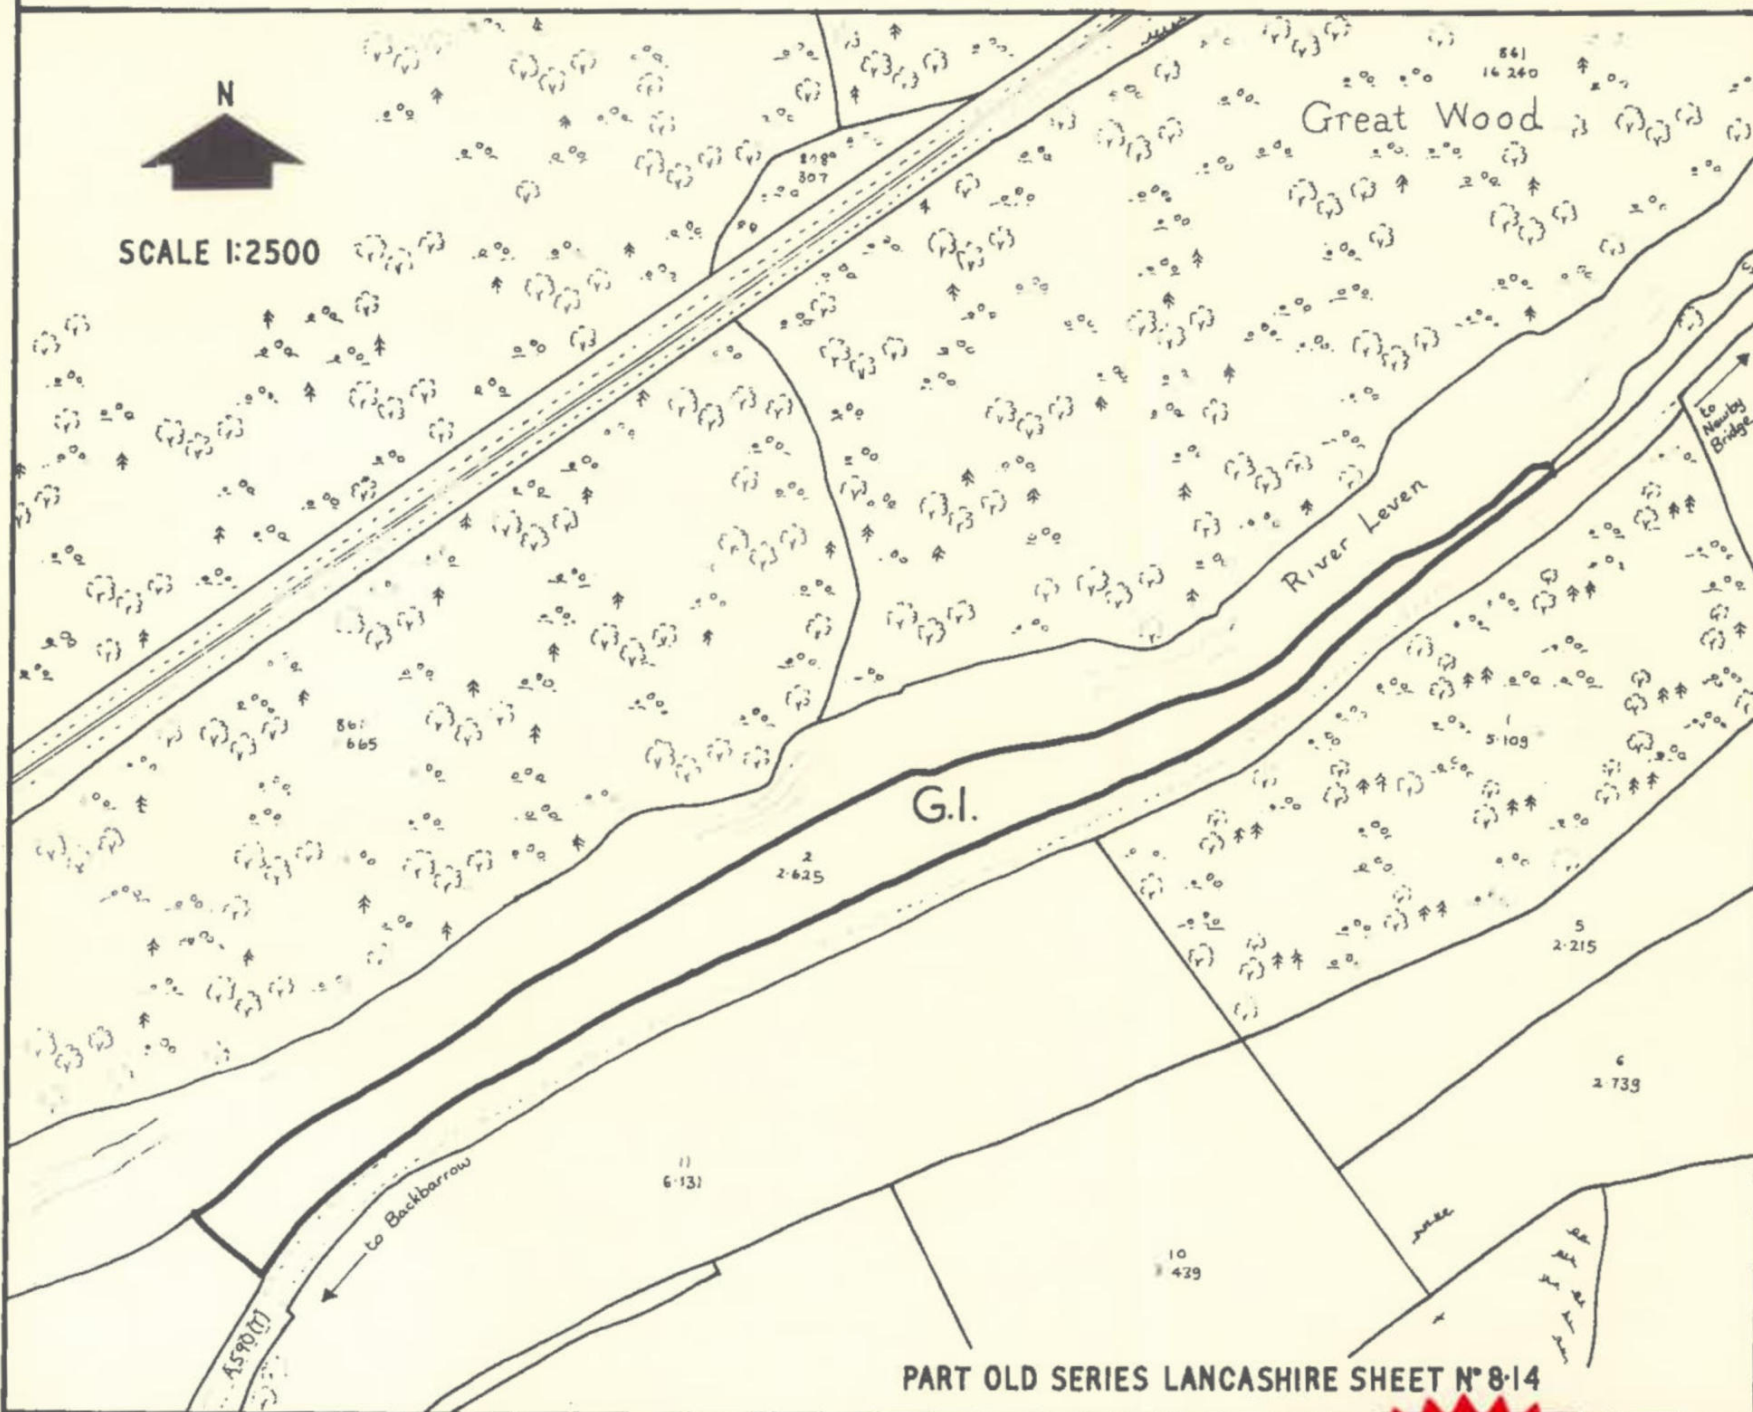 N
SCALE 1:2500
861
16·240
Great Wood
307
to
Newby
Bridge
River Leven
861
665
1
5·109
G.1.
2
2·625
5
2·215
6
2·739
11
6·131
to Backbarrow
10
439
A590(T)
PART OLD SERIES LANCASHIRE SHEET Nº 8·14